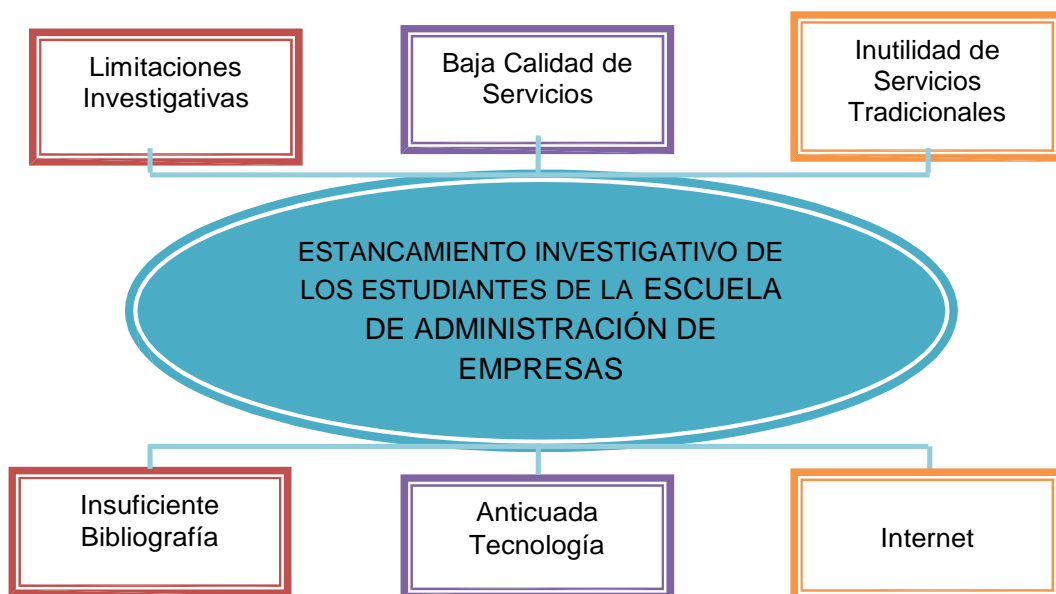 Limitaciones
Investigativas
Baja Calidad de
Servicios
Inutilidad de
Servicios
Tradicionales
ESTANCAMIENTO INVESTIGATIVO DE
LOS ESTUDIANTES DE LA ESCUELA
DE ADMINISTRACIÓN DE
EMPRESAS
Insuficiente
Bibliografía
Anticuada
Tecnología
Internet